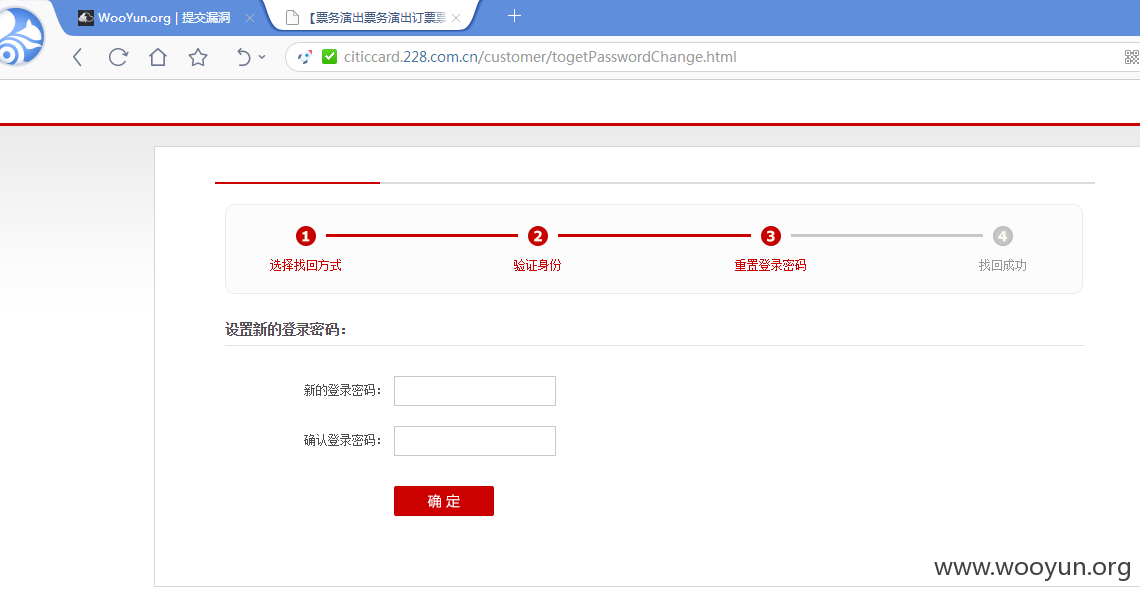 WooYun.org | 提交漏洞
【票务演出票务演出订票票
citiccard.228.com.cn/customer/togetPasswordChange.html
1 2 3 4
选择找回方式 验证身份 重置登录密码 找回成功
设置新的登录密码：
新的登录密码：
确认登录密码：
确 定
www.wooyun.org